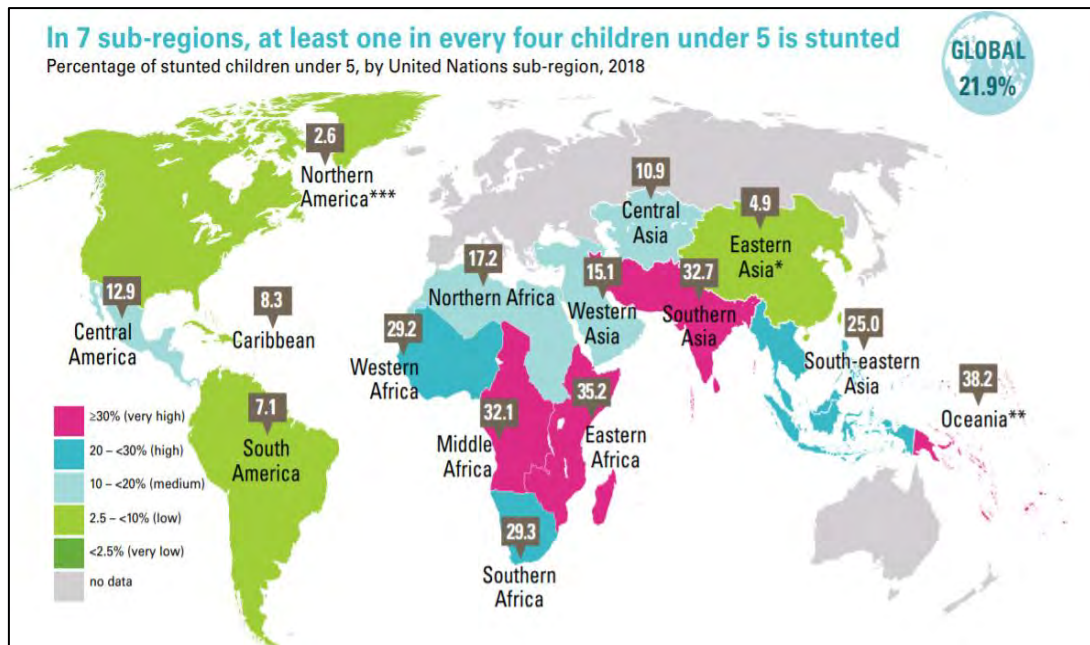 In 7 sub-regions, at least one in every four children under 5 is stunted
Percentage of stunted children under 5, by United Nations sub-region, 2018
GLOBAL
21.9%
2.6
Northern
America***
10.9
Central
Asia
4.9
Eastern
Asia*
17.2
Northern Africa
15.1
Western
Asia
32.7
Southern
Asia
12.9
Central
America
8.3
Caribbean
29.2
Western
Africa
25.0
South-eastern
Asia
38.2
Oceania**
7.1
South
America
32.1
Middle
Africa
35.2
Eastern
Africa
29.3
Southern
Africa
≥30% (very high)
20 – <30% (high)
10 – <20% (medium)
2.5 – <10% (low)
<2.5% (very low)
no data